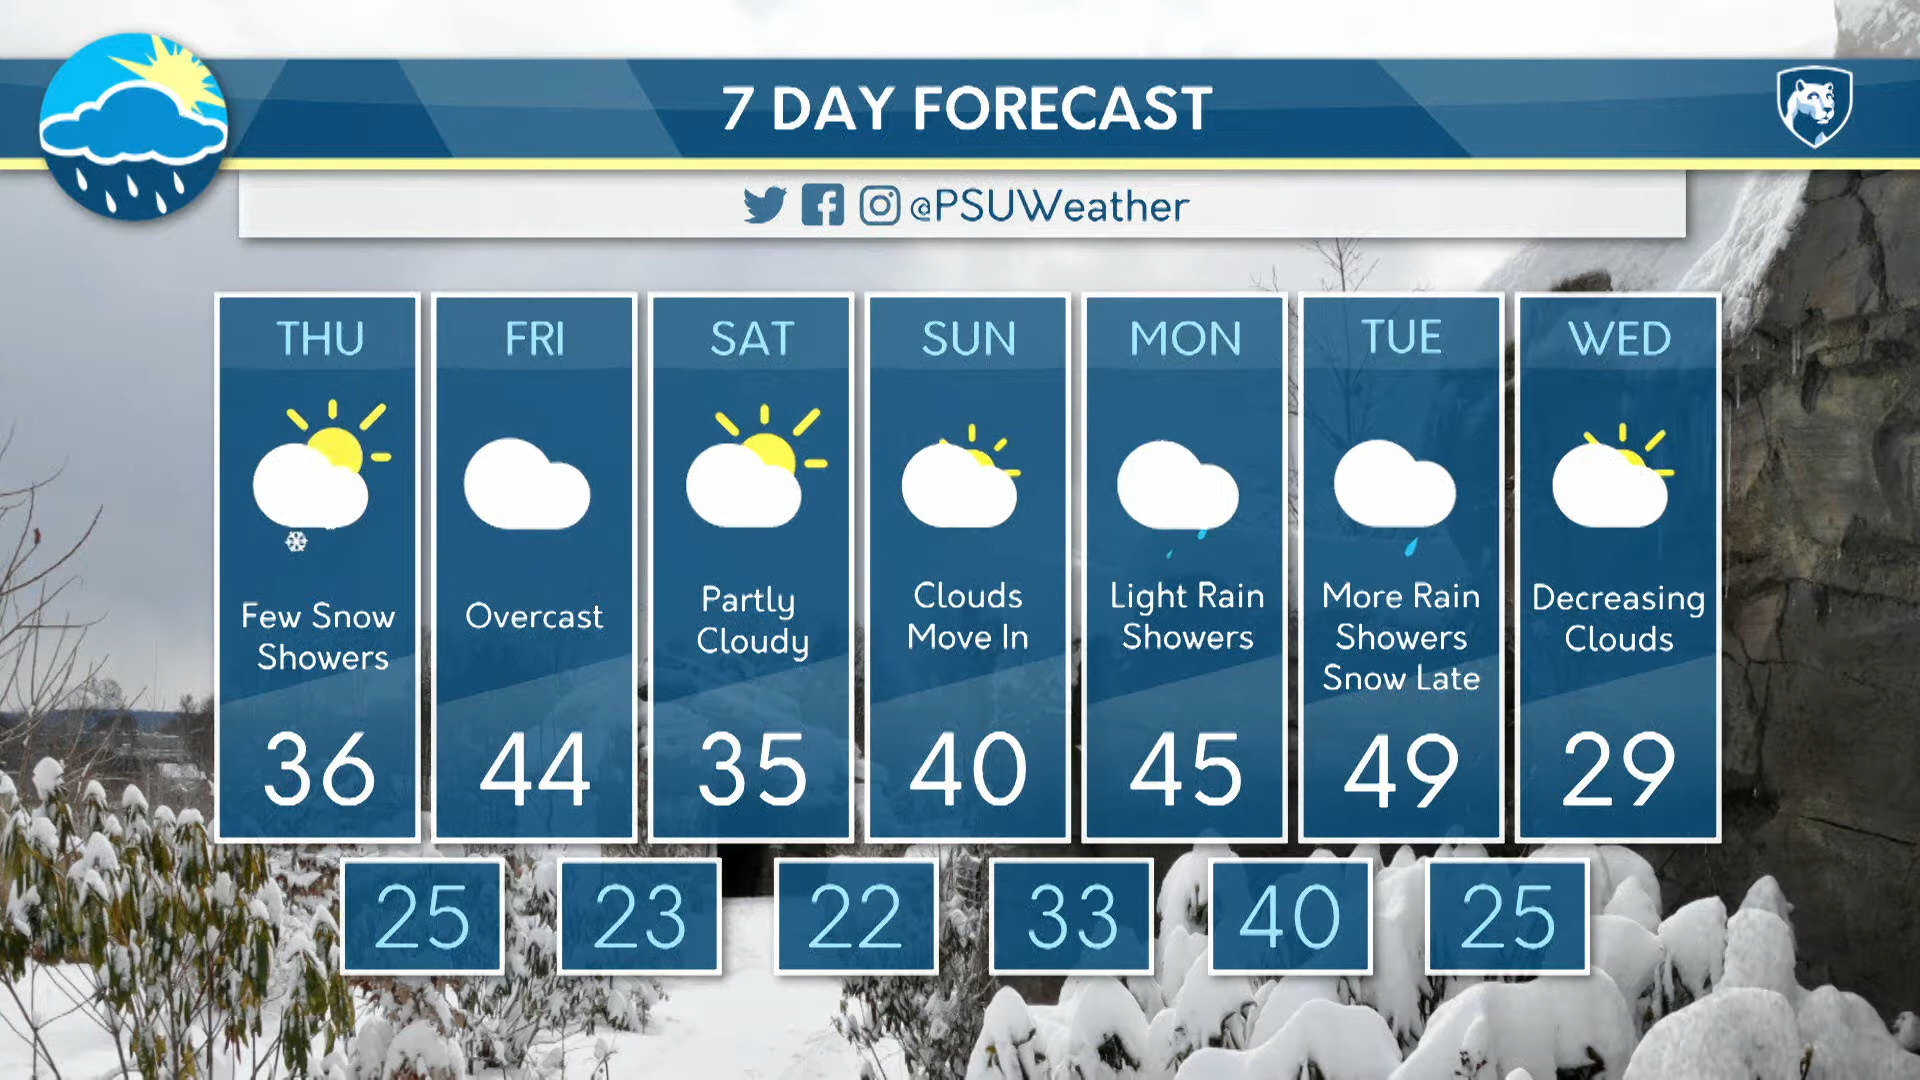 7 DAY FORECAST
@PSUWeather
THU
Few Snow
Showers
36
FRI
Overcast
44
SAT
Partly
Cloudy
35
SUN
Clouds
Move In
40
MON
Light Rain
Showers
45
TUE
More Rain
Showers
Snow Late
49
WED
Decreasing
Clouds
29
25
23
22
33
40
25